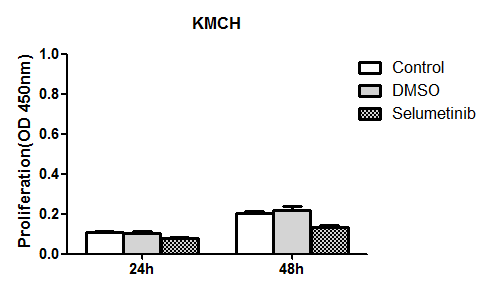 KMCH
Proliferation(OD 450nm)
1.0
0.8
0.6
0.4
0.2
0.0
24h
48h
Control
DMSO
Selumetinib